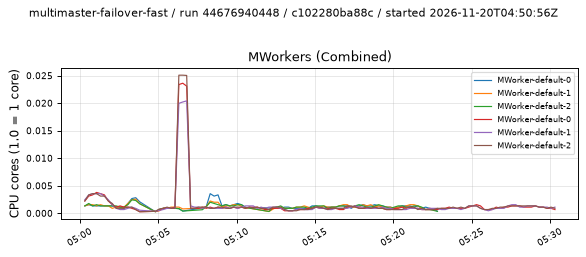 multimaster-failover-fast / run 44676940448 / c102280ba88c / started 2026-11-20T04:50:56Z
MWorkers (Combined)
CPU cores (1.0 = 1 core)
0.025
0.020
0.015
0.010
0.005
0.000
MWorker-default-0
MWorker-default-1
MWorker-default-2
MWorker-default-0
MWorker-default-1
MWorker-default-2
05:00
05:05
05:10
05:15
05:20
05:25
05:30